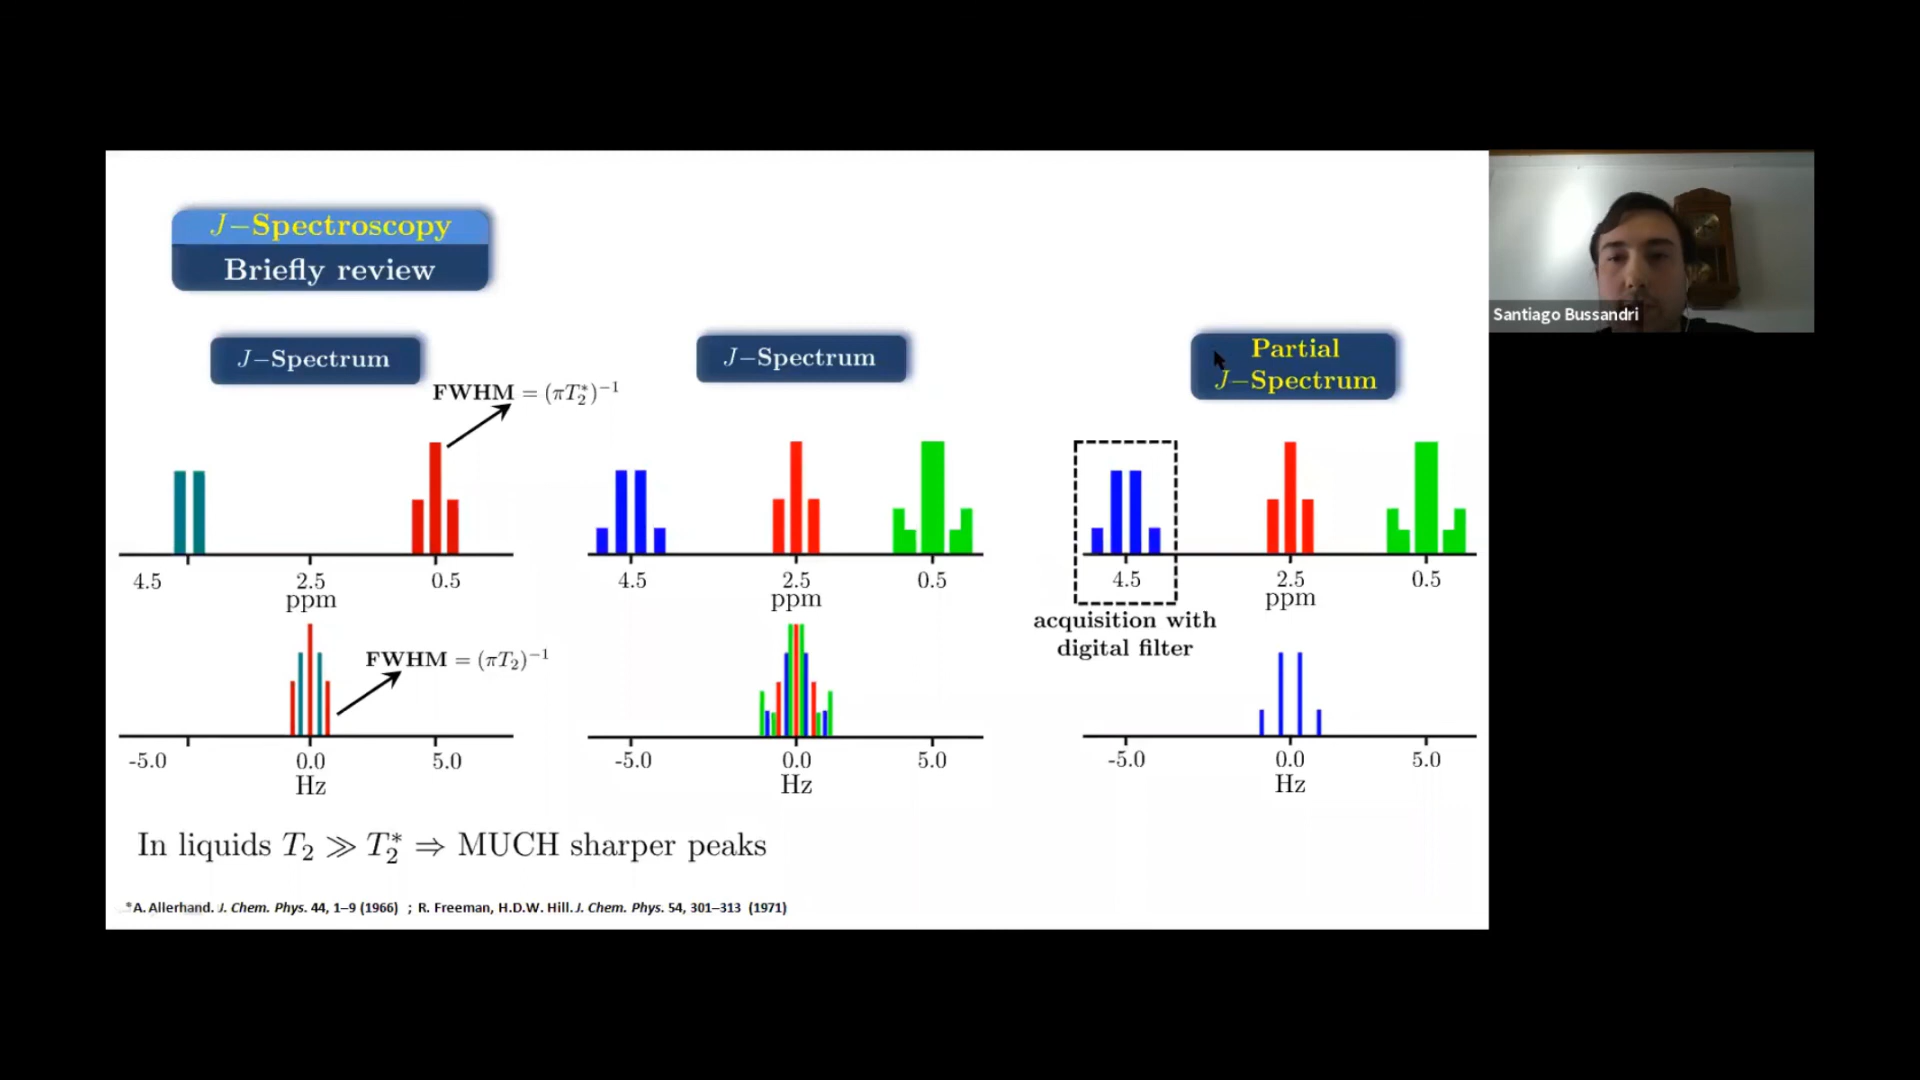 J−Spectroscopy
Briefly review
Santiago Bussandri
J−Spectrum
FWHM = (πT₂*)⁻¹
4.5 2.5 0.5
ppm
FWHM = (πT₂)⁻¹
-5.0 0.0 5.0
Hz
J−Spectrum
4.5 2.5 0.5
ppm
-5.0 0.0 5.0
Hz
Partial
J−Spectrum
4.5 2.5 0.5
ppm
acquisition with
digital filter
-5.0 0.0 5.0
Hz
In liquids T₂ ≫ T₂* ⇒ MUCH sharper peaks
*A. Allerhand. J. Chem. Phys. 44, 1–9 (1966) ; R. Freeman, H.D.W. Hill. J. Chem. Phys. 54, 301–313 (1971)